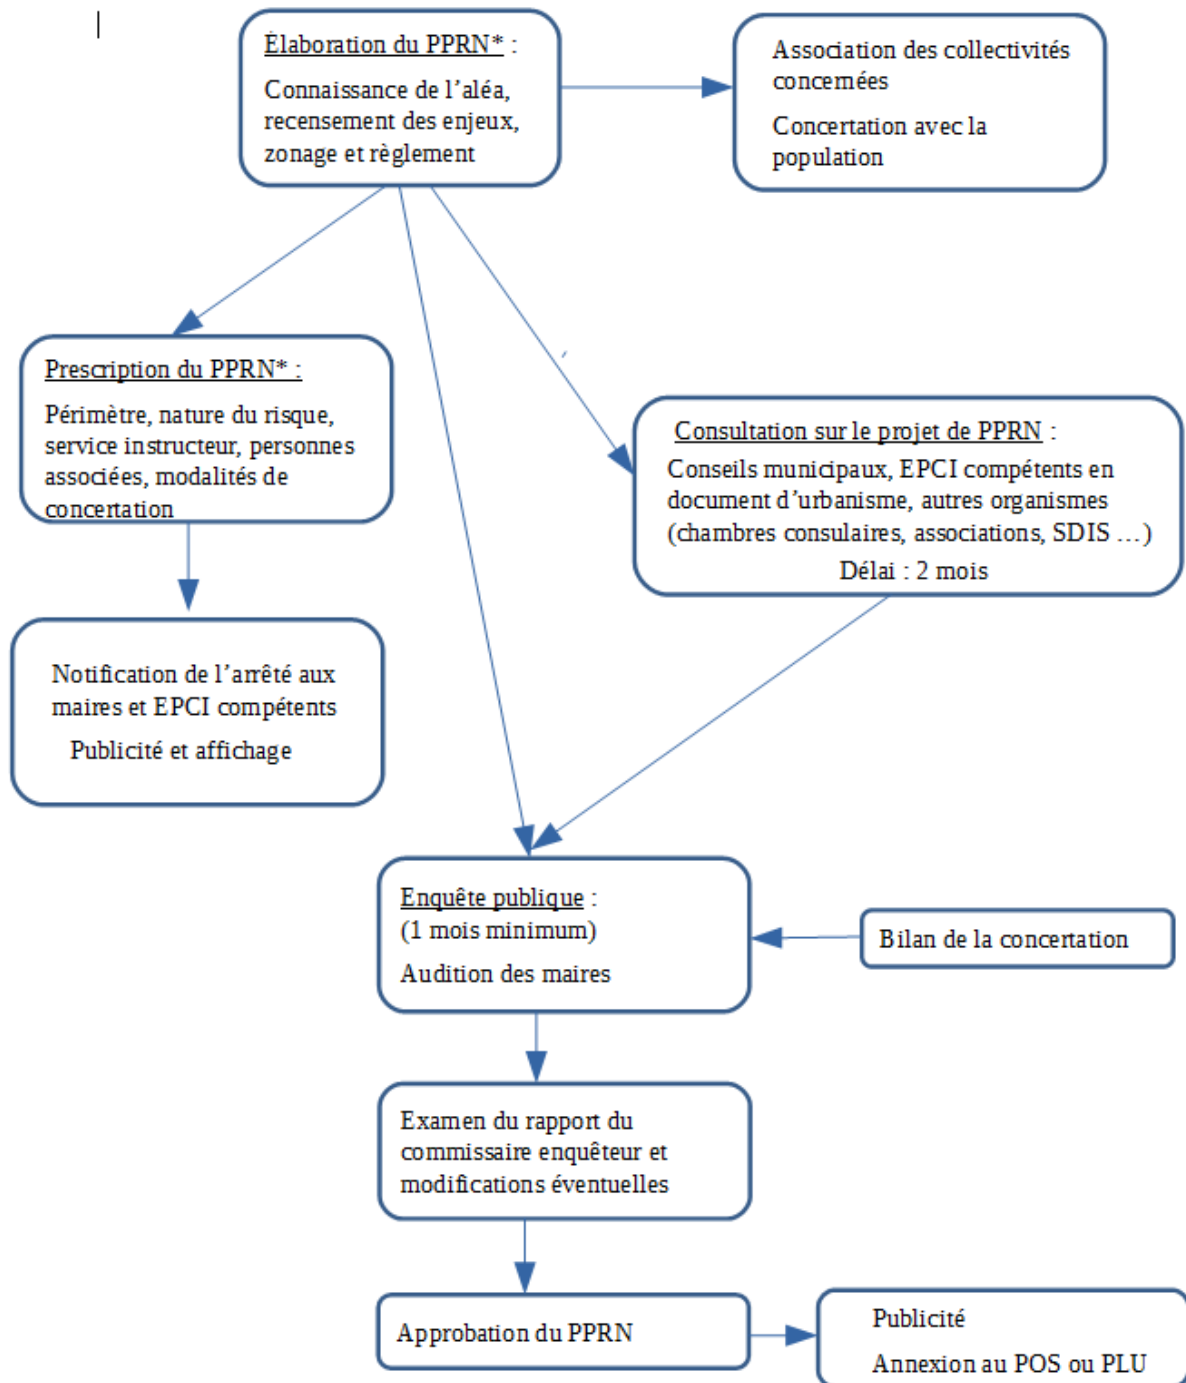 Élaboration du PPRN* :
Connaissance de l’aléa,
recensement des enjeux,
zonage et règlement
Association des collectivités
concernées
Concertation avec la
population
Prescription du PPRN* :
Périmètre, nature du risque,
service instructeur, personnes
associées, modalités de
concertation
Consultation sur le projet de PPRN :
Conseils municipaux, EPCI compétents en
document d’urbanisme, autres organismes
(chambres consulaires, associations, SDIS …)
Délai : 2 mois
Notification de l’arrêté aux
maires et EPCI compétents
Publicité et affichage
Enquête publique :
(1 mois minimum)
Audition des maires
Bilan de la concertation
Examen du rapport du
commissaire enquêteur et
modifications éventuelles
Approbation du PPRN
Publicité
Annexion au POS ou PLU